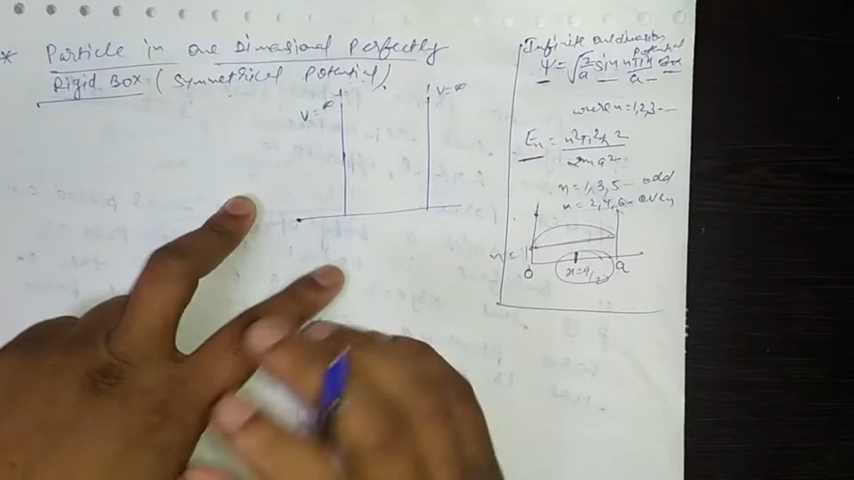 * Particle in one Dimensional Perfectly
Rigid Box (Symmetrical Potential)
V=∞
V=∞
Potential
ψ=√2/a sin nπx/a Box
where n=1,2,3---
En = n²π²ħ²/2ma²
n=1,3,5- odd
n=2,4,6- even
n=1
0
x=a/2
a